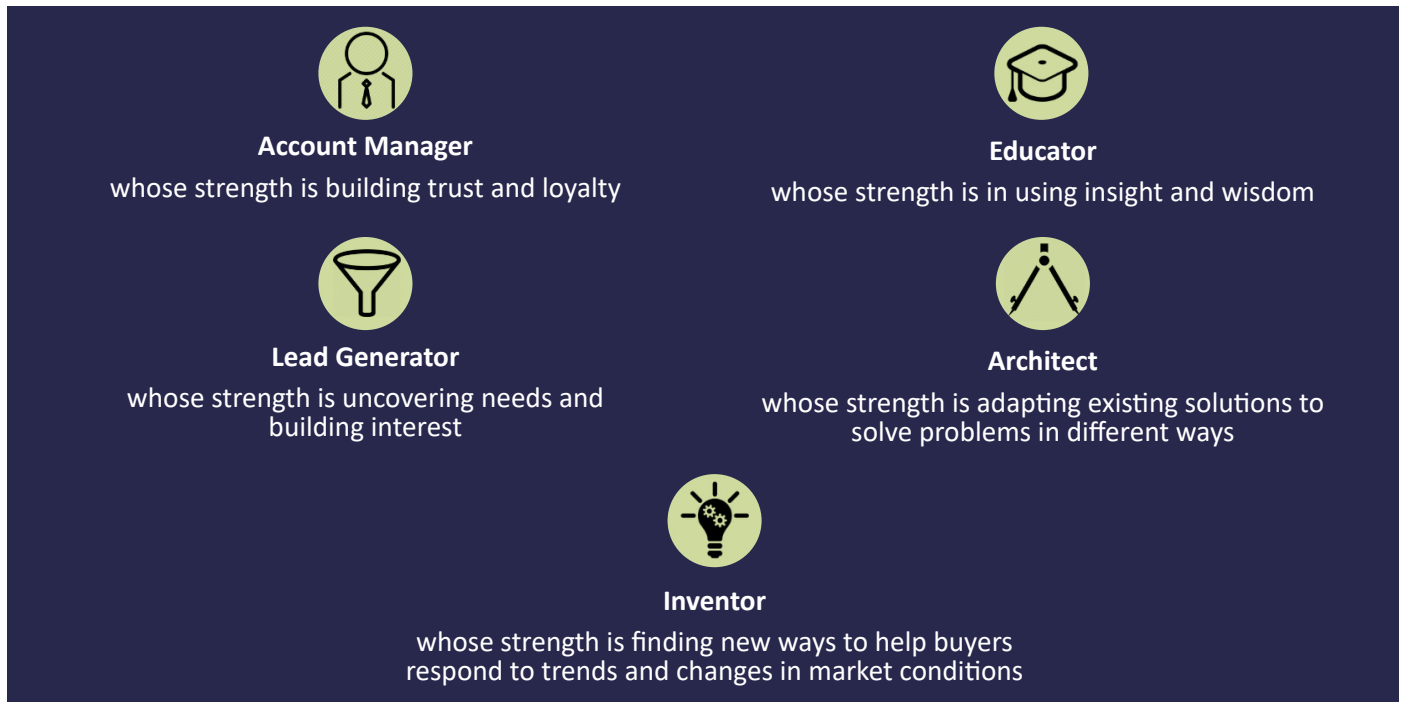 Account Manager
whose strength is building trust and loyalty
Educator
whose strength is in using insight and wisdom
Lead Generator
whose strength is uncovering needs and
building interest
Architect
whose strength is adapting existing solutions to
solve problems in different ways
Inventor
whose strength is finding new ways to help buyers
respond to trends and changes in market conditions